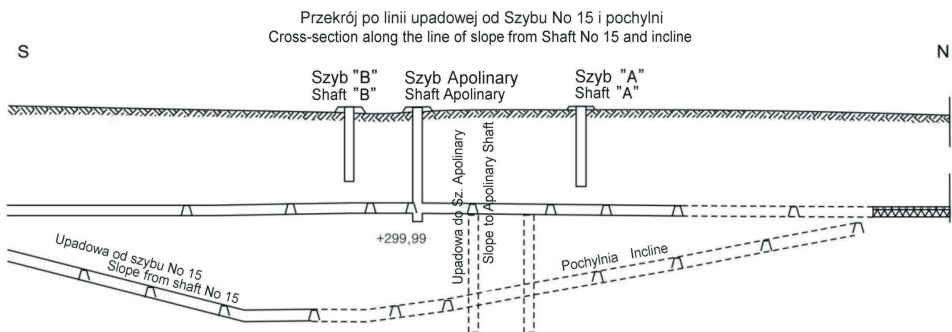 Przekrój po linii upadowej od Szybu No 15 i pochylni
Cross-section along the line of slope from Shaft No 15 and incline
S
N
Szyb "B"
Shaft "B"
Szyb Apolinary
Shaft Apolinary
Szyb "A"
Shaft "A"
Upadowa do Sz. Apolinary
Slope to Apolinary Shaft
+299,99
Upadowa od szybu No 15
Slope from shaft No 15
Pochylnia Incline